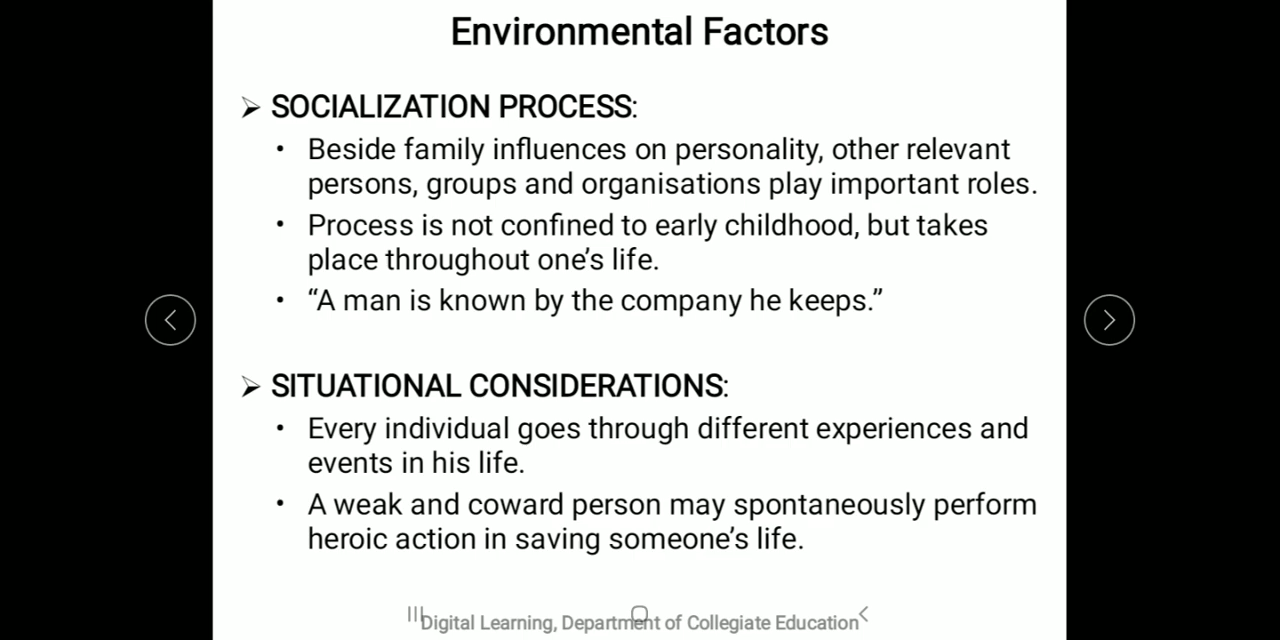 Environmental Factors
➢ SOCIALIZATION PROCESS:
• Beside family influences on personality, other relevant
persons, groups and organisations play important roles.
• Process is not confined to early childhood, but takes
place throughout one’s life.
• “A man is known by the company he keeps.”
➢ SITUATIONAL CONSIDERATIONS:
• Every individual goes through different experiences and
events in his life.
• A weak and coward person may spontaneously perform
heroic action in saving someone’s life.
Digital Learning, Department of Collegiate Education